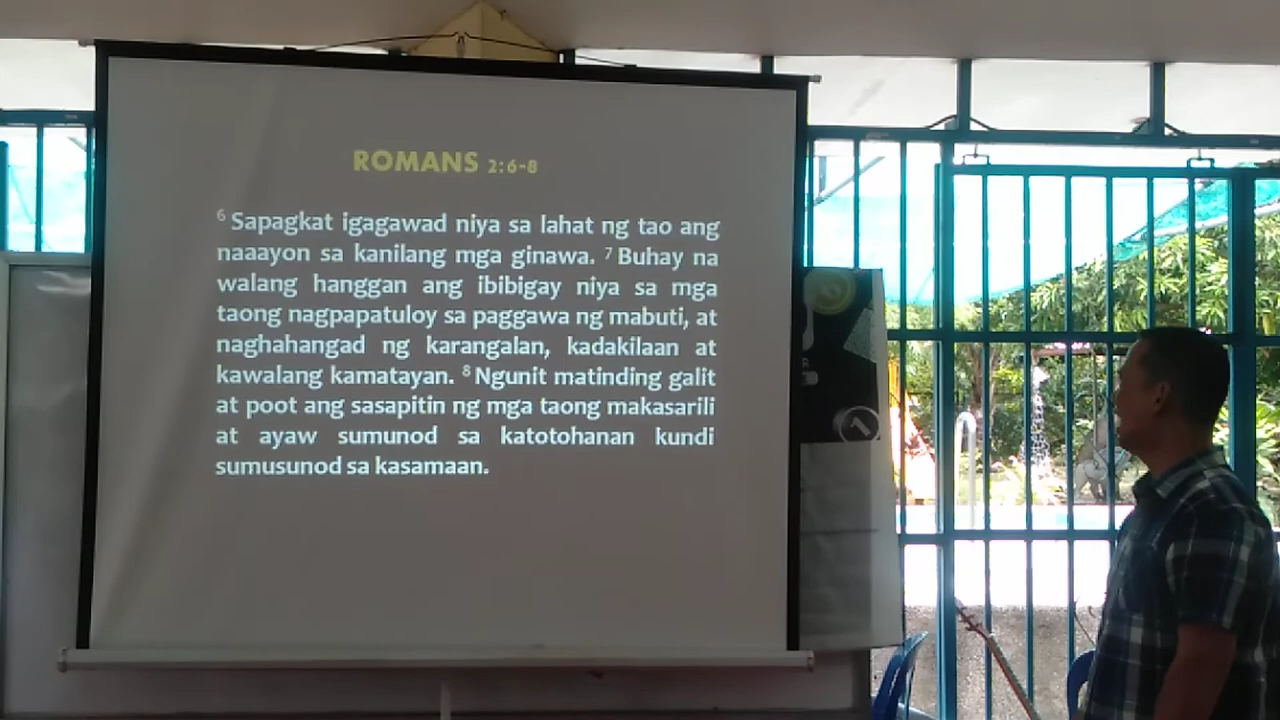 ROMANS 2:6-8
6 Sapagkat igagawad niya sa lahat ng tao ang
naaayon sa kanilang mga ginawa. 7 Buhay na
walang hanggan ang ibibigay niya sa mga
taong nagpapatuloy sa paggawa ng mabuti, at
naghahangad ng karangalan, kadakilaan at
kawalang kamatayan. 8 Ngunit matinding galit
at poot ang sasapitin ng mga taong makasarili
at ayaw sumunod sa katotohanan kundi
sumusunod sa kasamaan.